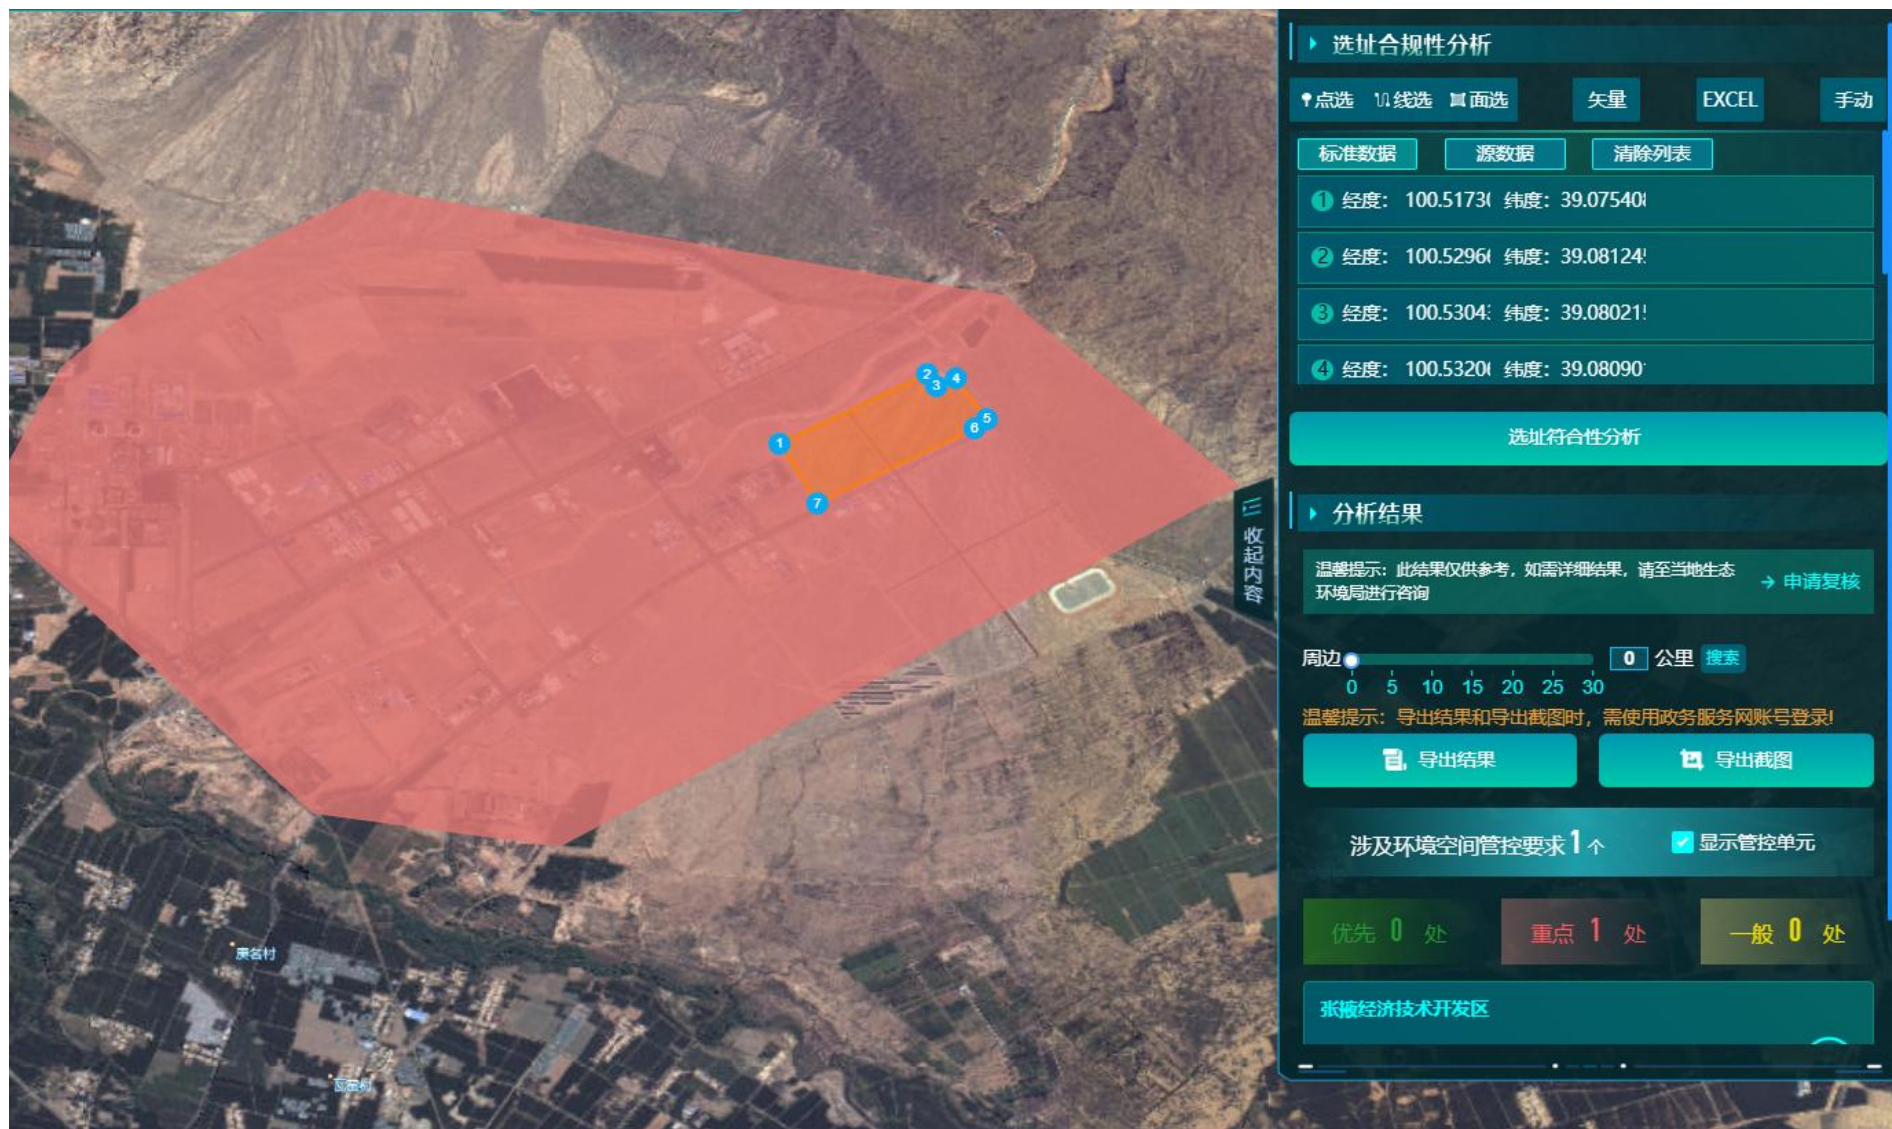 选址合规性分析
点选 线选 面选 矢量 EXCEL 手动
标准数据 源数据 清除列表
1 经度： 100.5173 纬度：39.07540
2 经度： 100.5296 纬度：39.08124
3 经度： 100.5304 纬度：39.08021
4 经度： 100.5320 纬度：39.08090
选址符合性分析
分析结果
温馨提示：此结果仅供参考，如需详细结果，请至当地生态
环境局进行咨询
申请复核
周边 0 公里 搜索
0 5 10 15 20 25 30
温馨提示：导出结果和导出截图时，需使用政务服务网账号登录!
导出结果 导出截图
涉及环境空间管控要求1个 显示管控单元
优先 0 处 重点 1 处 一般 0 处
张掖经济技术开发区
收起内容
1
2
3
4
5
6
7
庚名村